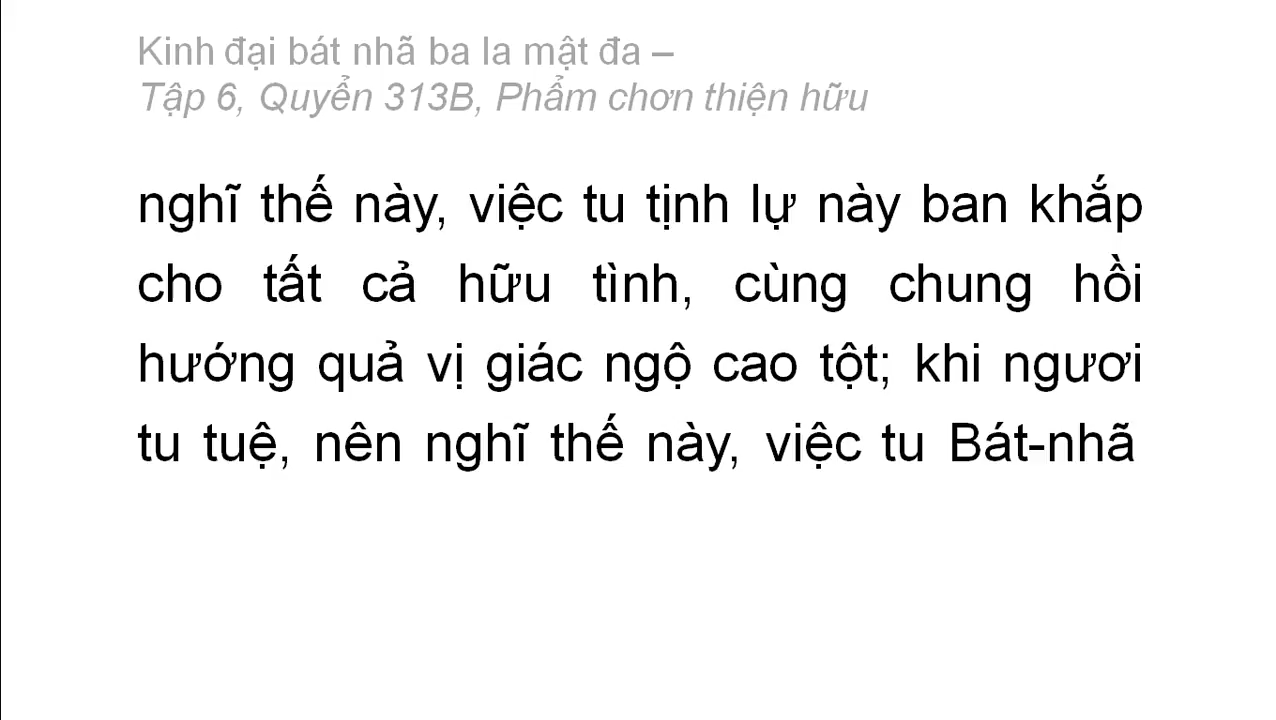 Kinh đại bát nhã ba la mật đa –
Tập 6, Quyển 313B, Phẩm chơn thiện hữu
nghĩ thế này, việc tu tịnh lự này ban khắp
cho tất cả hữu tình, cùng chung hồi
hướng quả vị giác ngộ cao tột; khi ngươi
tu tuệ, nên nghĩ thế này, việc tu Bát-nhã